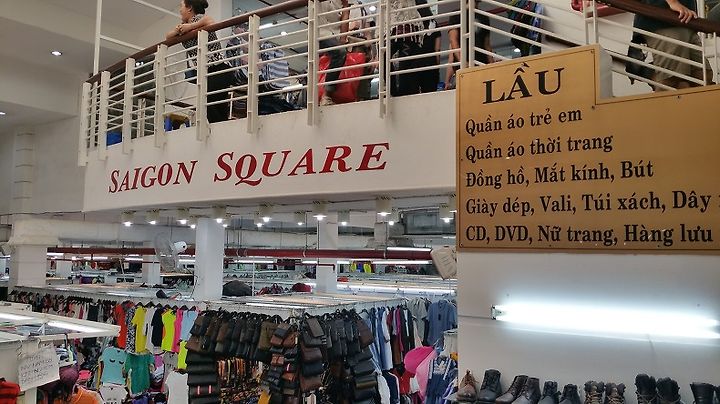 SAIGON SQUARE
LẦU
Quần áo trẻ em
Quần áo thời trang
Đồng hồ, Mắt kính, Bút
Giày dép, Vali, Túi xách, Dây
CD, DVD, Nữ trang, Hàng lưu